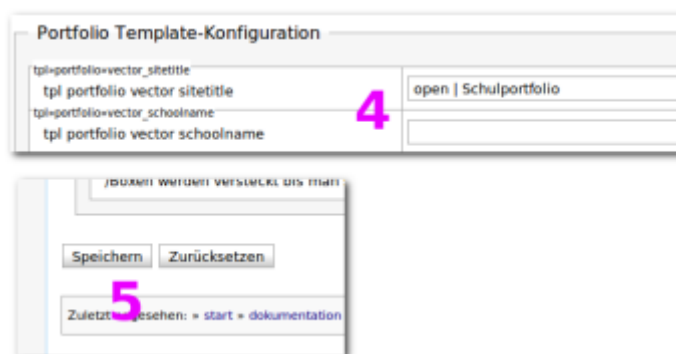 Portfolio Template-Konfiguration
tpl»portfolio»vector_sitetitle
tpl portfolio vector sitetitle
open | Schulportfolio
4
tpl»portfolio»vector_schoolname
tpl portfolio vector schoolname
/Boxen werden versteckt bis man
Speichern Zurücksetzen
5
Zuletzt angesehen: » start » dokumentation